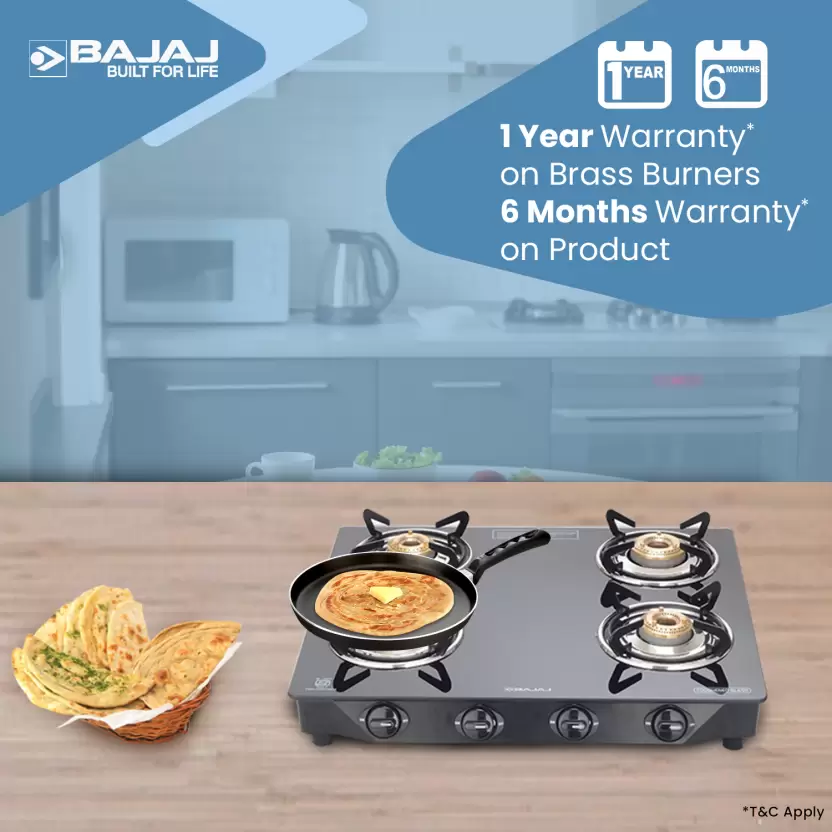 BAJAJ
BUILT FOR LIFE
1 YEAR
6 MONTHS
1 Year Warranty*
on Brass Burners
6 Months Warranty*
on Product
BAJAJ
*T&C Apply